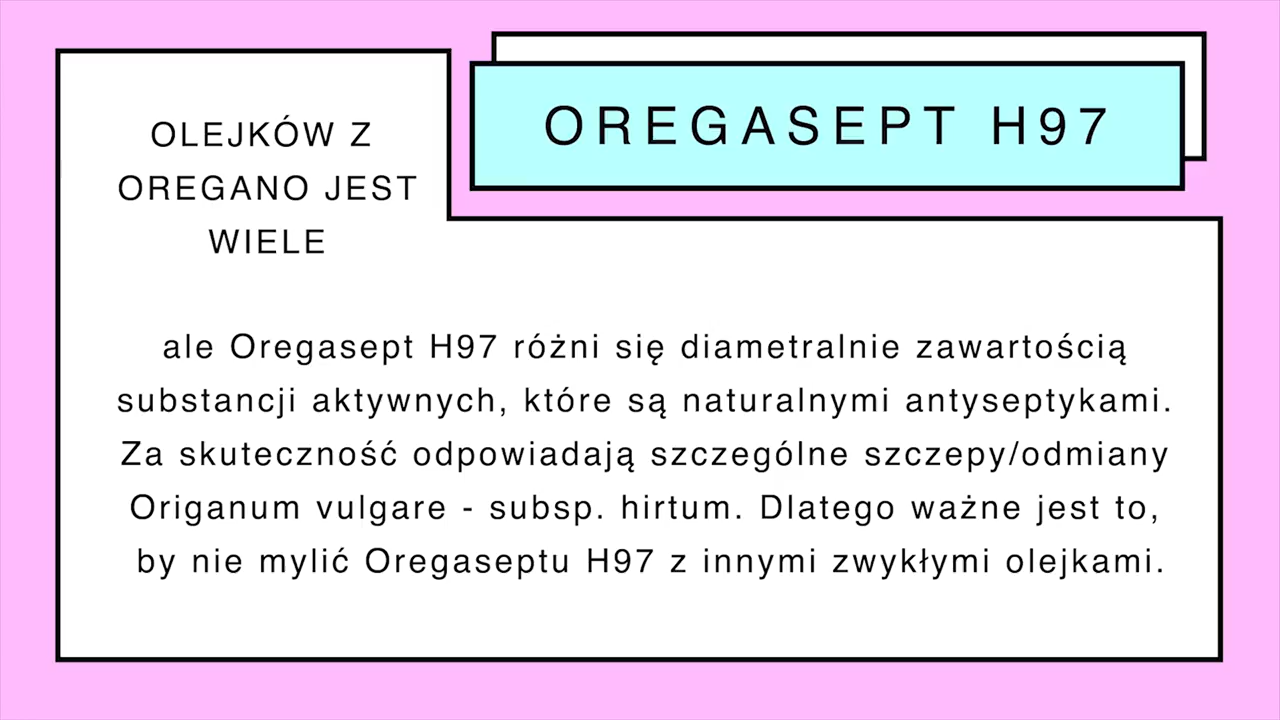 OREGASEPT H97
OLEJKÓW Z
OREGANO JEST
WIELE
ale Oregasept H97 różni się diametralnie zawartością
substancji aktywnych, które są naturalnymi antyseptykami.
Za skuteczność odpowiadają szczególne szczepy/odmiany
Origanum vulgare - subsp. hirtum. Dlatego ważne jest to,
by nie mylić Oregaseptu H97 z innymi zwykłymi olejkami.